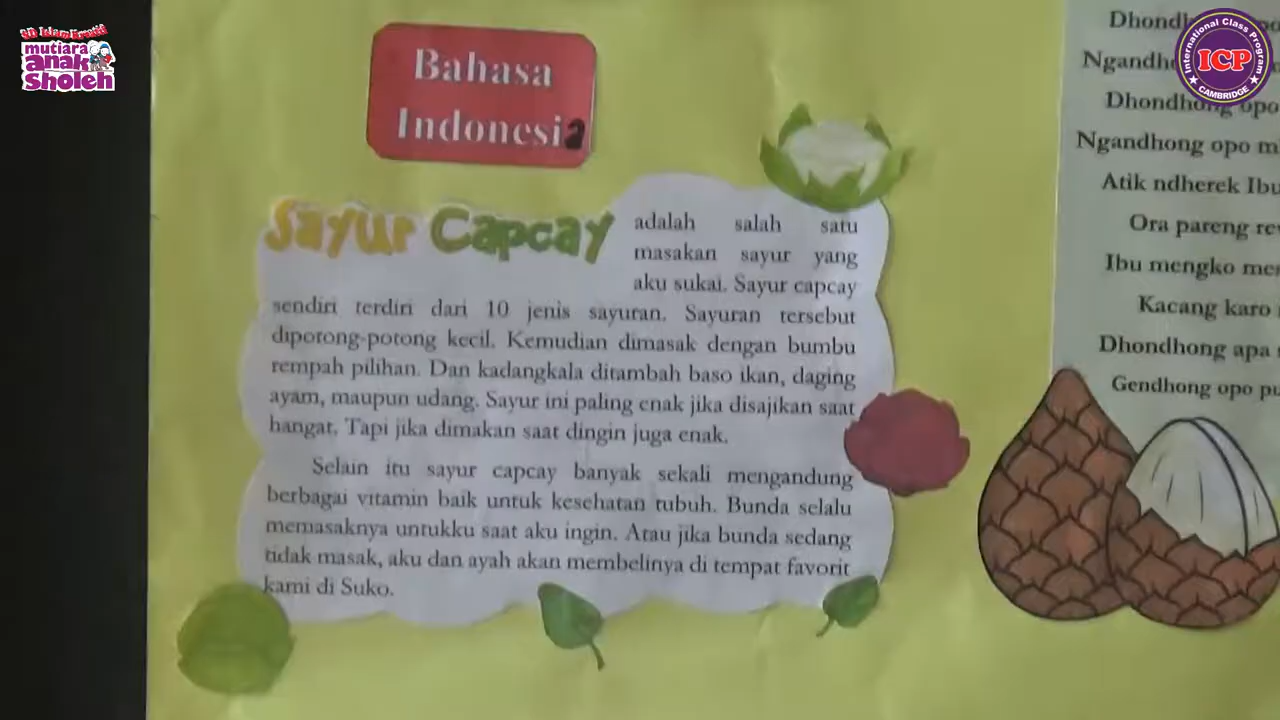 SD Islam Kreatif
mutiara
anak
Sholeh
Bahasa
Indonesia
Sayur Capcay
adalah salah satu
masakan sayur yang
aku sukai. Sayur capcay
sendiri terdiri dari 10 jenis sayuran. Sayuran tersebut
dipotong-potong kecil. Kemudian dimasak dengan bumbu
rempah pilihan. Dan kadangkala ditambah baso ikan, daging
ayam, maupun udang. Sayur ini paling enak jika disajikan saat
hangat. Tapi jika dimakan saat dingin juga enak.
Selain itu sayur capcay banyak sekali mengandung
berbagai vitamin baik untuk kesehatan tubuh. Bunda selalu
memasaknya untukku saat aku ingin. Atau jika bunda sedang
tidak masak, aku dan ayah akan membelinya di tempat favorit
kami di Suko.
Dhondhong opo
Ngandhong opo
Atik ndherek
Ora pareng
Ibu mengko
Kacang karo
Dhondhong apa
Gendhong opo
International Class Program
ICP
CAMBRIDGE